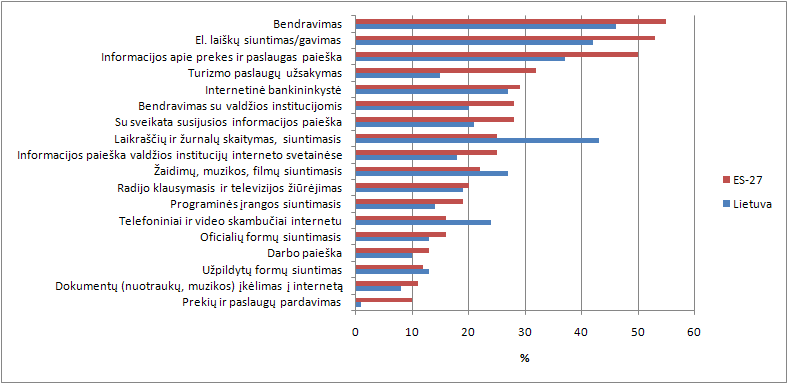 Bendravimas
El. laiškų siuntimas/gavimas
Informacijos apie prekes ir paslaugas paieška
Turizmo paslaugų užsakymas
Internetinė bankininkystė
Bendravimas su valdžios institucijomis
Su sveikata susijusios informacijos paieška
Laikraščių ir žurnalų skaitymas, siuntimasis
Informacijos paieška valdžios institucijų interneto svetainėse
Žaidimų, muzikos, filmų siuntimasis
Radijo klausymasis ir televizijos žiūrėjimas
Programinės įrangos siuntimasis
Telefoniniai ir video skambučiai internetu
Oficialių formų siuntimasis
Darbo paieška
Užpildytų formų siuntimas
Dokumentų (nuotraukų, muzikos) įkėlimas į internetą
Prekių ir paslaugų pardavimas
0 10 20 30 40 50 60
%
ES-27
Lietuva